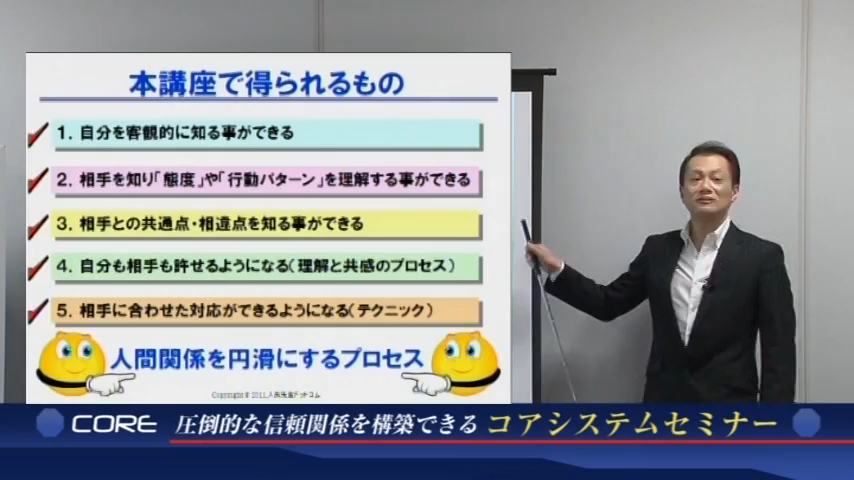 本講座で得られるもの
1. 自分を客観的に知る事ができる
2. 相手を知り「態度」や「行動パターン」を理解する事ができる
3. 相手との共通点・相違点を知る事ができる
4. 自分も相手も許せるようになる(理解と共感のプロセス)
5. 相手に合わせた対応ができるようになる(テクニック)
人間関係を円滑にするプロセス
Copyright © 2011
CORE 圧倒的な信頼関係を構築できる コアシステムセミナー